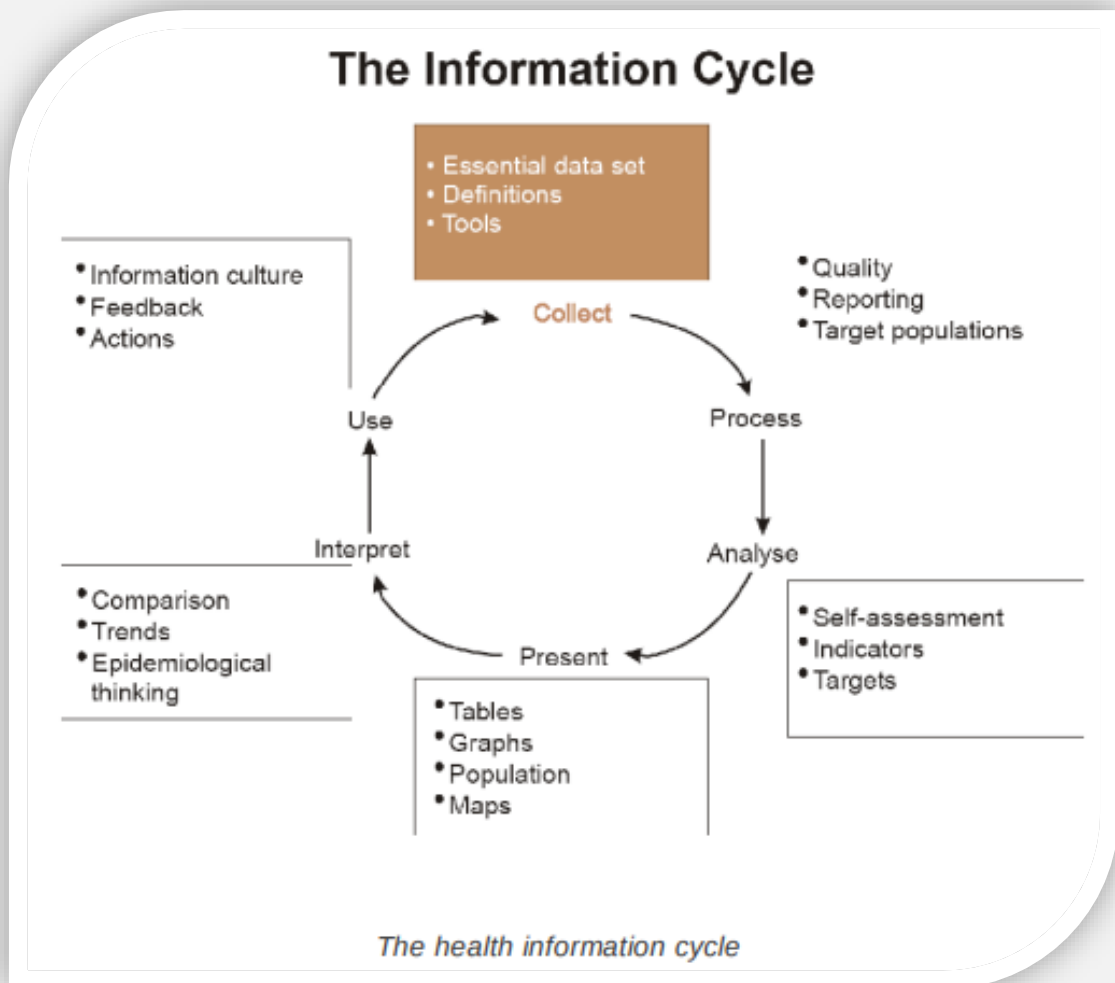 The Information Cycle
• Essential data set
• Definitions
• Tools
• Information culture
• Feedback
• Actions
• Quality
• Reporting
• Target populations
Collect
Use
Process
Interpret
Analyse
• Comparison
• Trends
• Epidemiological
thinking
• Self-assessment
• Indicators
• Targets
Present
• Tables
• Graphs
• Population
• Maps
The health information cycle